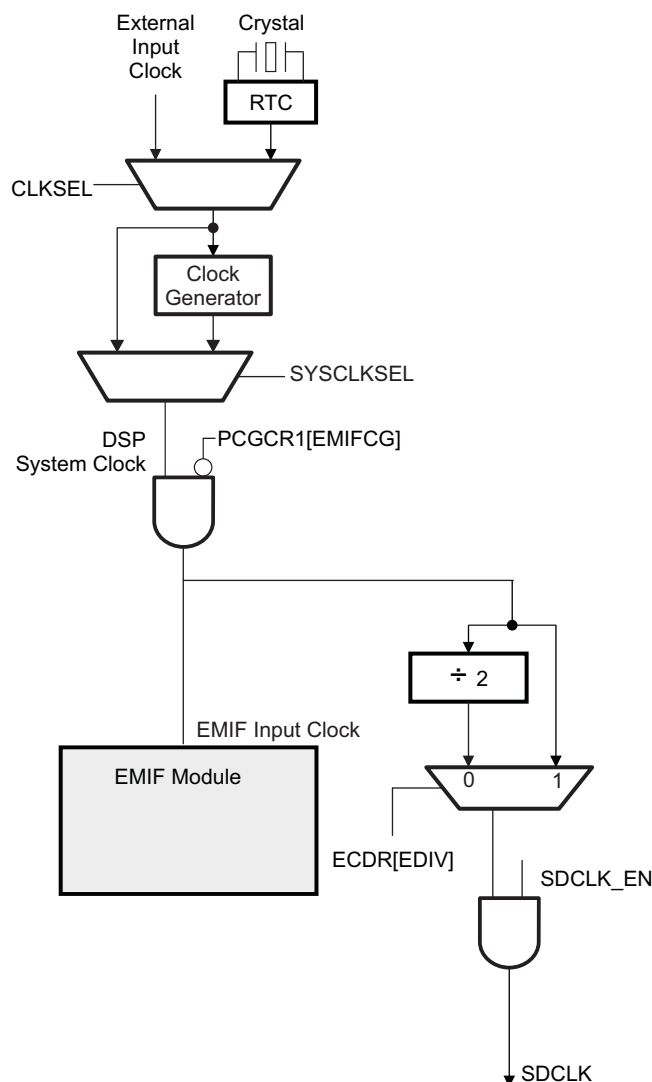 External
Input
Clock
Crystal
RTC
CLKSEL
Clock
Generator
SYSCLKSEL
DSP
System Clock
PCGCR1[EMIFCG]
÷ 2
EMIF Input Clock
EMIF Module
0
1
ECDR[EDIV]
SDCLK_EN
SDCLK